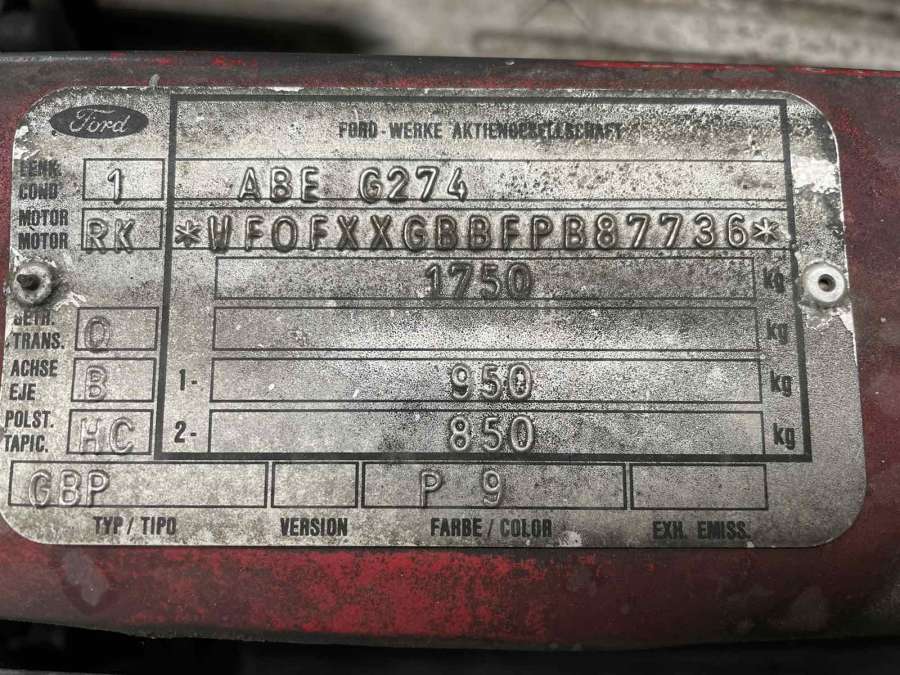 Ford
FORD-WERKE AKTIENGESELLSCHAFT
LENK.
COND
1
ABE G274
MOTOR
MOTOR
RK
*WF0FXXGBBFPB87736*
1750 kg
GETR.
TRANS.
O
kg
ACHSE
EJE
B
1- 950 kg
POLST.
TAPIC.
HC
2- 850 kg
GBP
P 9
TYP / TIPO
VERSION
FARBE / COLOR
EXH. EMISS.